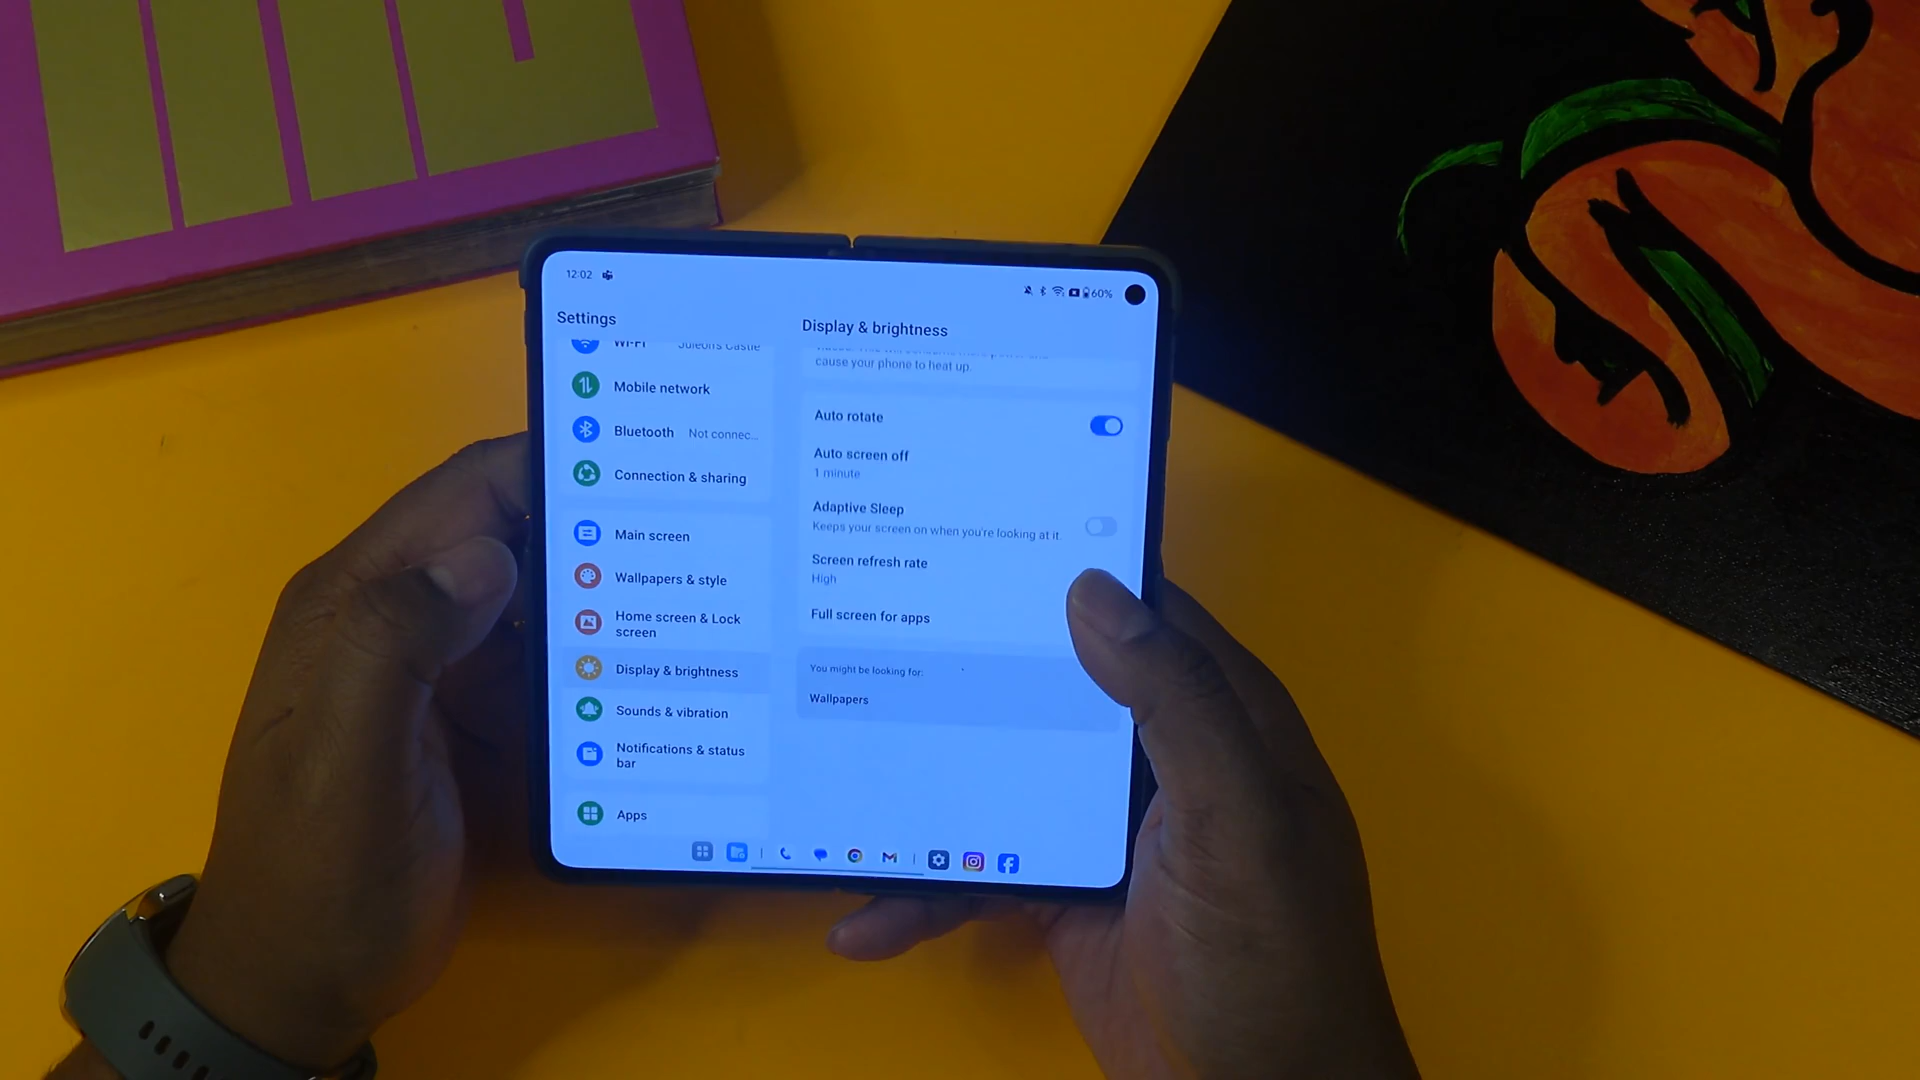 12:02
60%
Settings
Wi-Fi
Mobile network
Bluetooth Not connec...
Connection & sharing
Main screen
Wallpapers & style
Home screen & Lock
screen
Display & brightness
Sounds & vibration
Notifications & status
bar
Apps
Display & brightness
cause your phone to heat up.
Auto rotate
Auto screen off
1 minute
Adaptive Sleep
Keeps your screen on when you're looking at it.
Screen refresh rate
High
Full screen for apps
You might be looking for:
Wallpapers